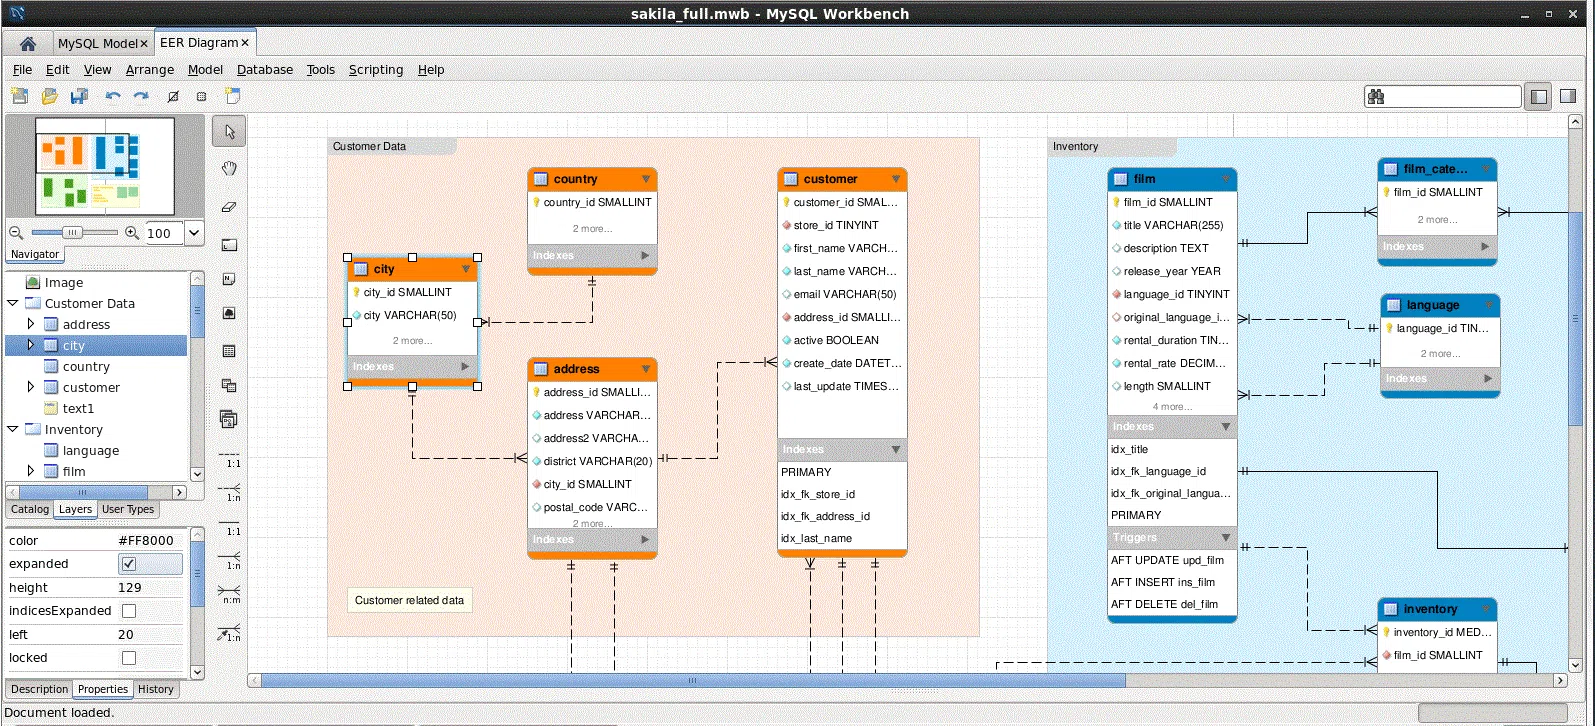 sakila_full.mwb - MySQL Workbench
MySQL Model
EER Diagram
File Edit View Arrange Model Database Tools Scripting Help
100
Navigator
Image
Customer Data
address
city
country
customer
text1
Inventory
language
film
Catalog Layers User Types
color #FF8000
expanded
height 129
indicesExpanded
left 20
locked
Description Properties History
Document loaded.
1:1
1:n
1:1
1:n
n:m
1:n
Customer Data
country
country_id SMALLINT
2 more...
Indexes
city
city_id SMALLINT
city VARCHAR(50)
2 more...
Indexes
address
address_id SMALLI...
address VARCHAR...
address2 VARCHA...
district VARCHAR(20)
city_id SMALLINT
postal_code VARC...
2 more...
Indexes
customer
customer_id SMAL...
store_id TINYINT
first_name VARCH...
last_name VARCH...
email VARCHAR(50)
address_id SMALLI...
active BOOLEAN
create_date DATET...
last_update TIMES...
Indexes
PRIMARY
idx_fk_store_id
idx_fk_address_id
idx_last_name
Customer related data
Inventory
film
film_id SMALLINT
title VARCHAR(255)
description TEXT
release_year YEAR
language_id TINYINT
original_language_i...
rental_duration TIN...
rental_rate DECIM...
length SMALLINT
4 more...
Indexes
idx_title
idx_fk_language_id
idx_fk_original_langua...
PRIMARY
Triggers
AFT UPDATE upd_film
AFT INSERT ins_film
AFT DELETE del_film
film_cate...
film_id SMALLINT
2 more...
Indexes
language
language_id TIN...
2 more...
Indexes
inventory
inventory_id MED...
film_id SMALLINT